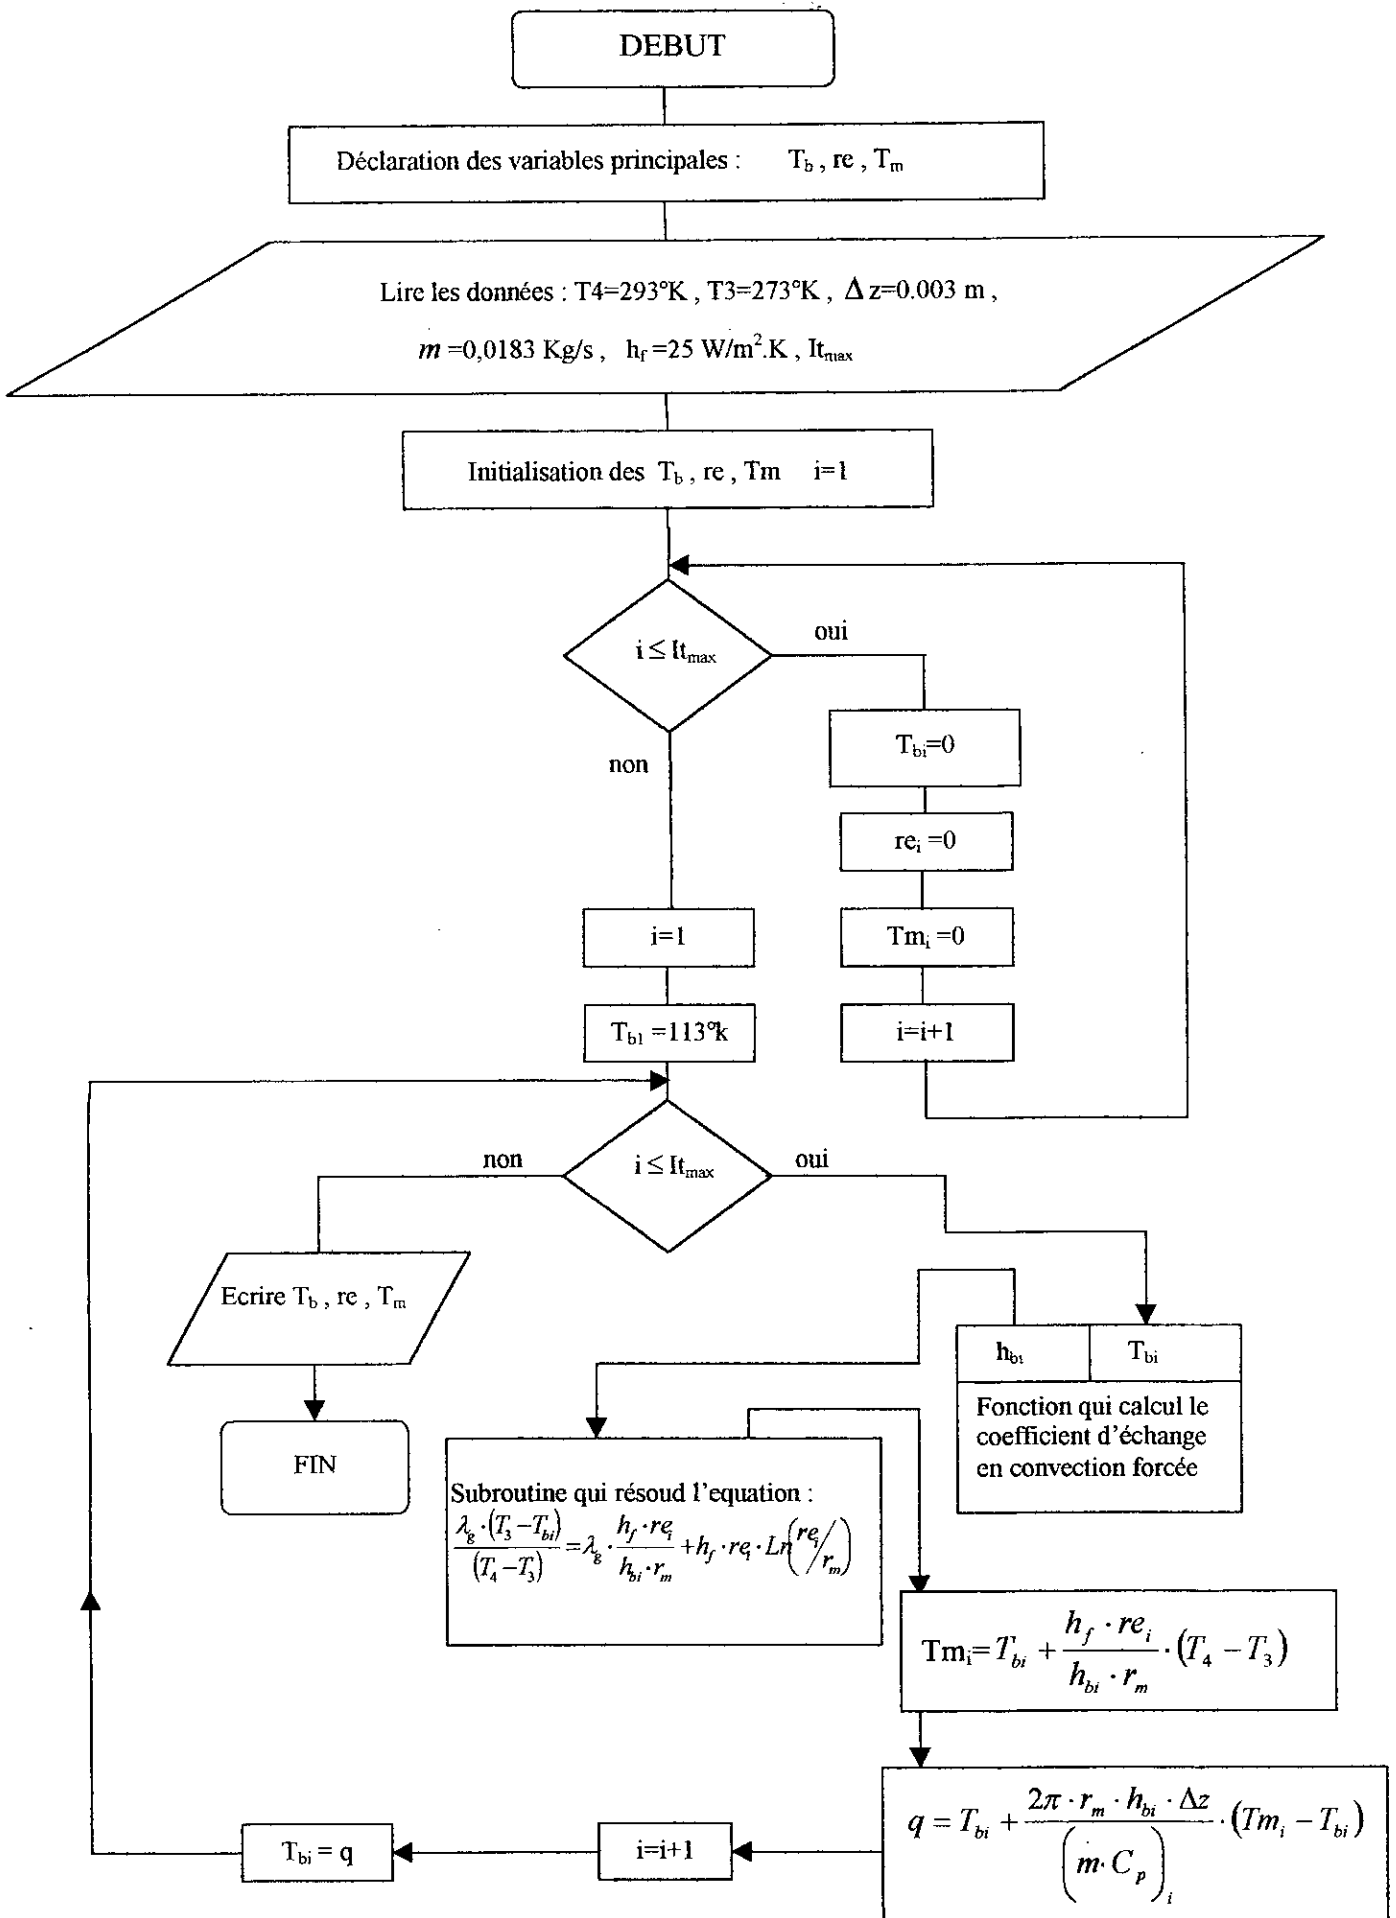 DEBUT
Déclaration des variables principales : T_b , re , T_m
Lire les données : T4=293°K , T3=273°K , Δ z=0.003 m ,
m =0,0183 Kg/s , h_f =25 W/m².K , It_max
Initialisation des T_b , re , Tm i=1
i ≤ It_max
oui
non
T_bi=0
re_i =0
Tm_i =0
i=i+1
i=1
T_b1 =113°k
i ≤ It_max
non
oui
Ecrire T_b , re , T_m
FIN
h_bi
T_bi
Fonction qui calcul le
coefficient d'échange
en convection forcée
Subroutine qui résoud l'equation :
\frac{λ_g · (T_3 − T_bi)}{(T_4 − T_3)} = λ_g · \frac{h_f · re_i}{h_bi · r_m} + h_f · re_i · Ln(re_i / r_m)
Tm_i = T_bi + \frac{h_f · re_i}{h_bi · r_m} · (T_4 − T_3)
q = T_bi + \frac{2π · r_m · h_bi · Δz}{(m · C_p)_i} · (Tm_i − T_bi)
i=i+1
T_bi = q